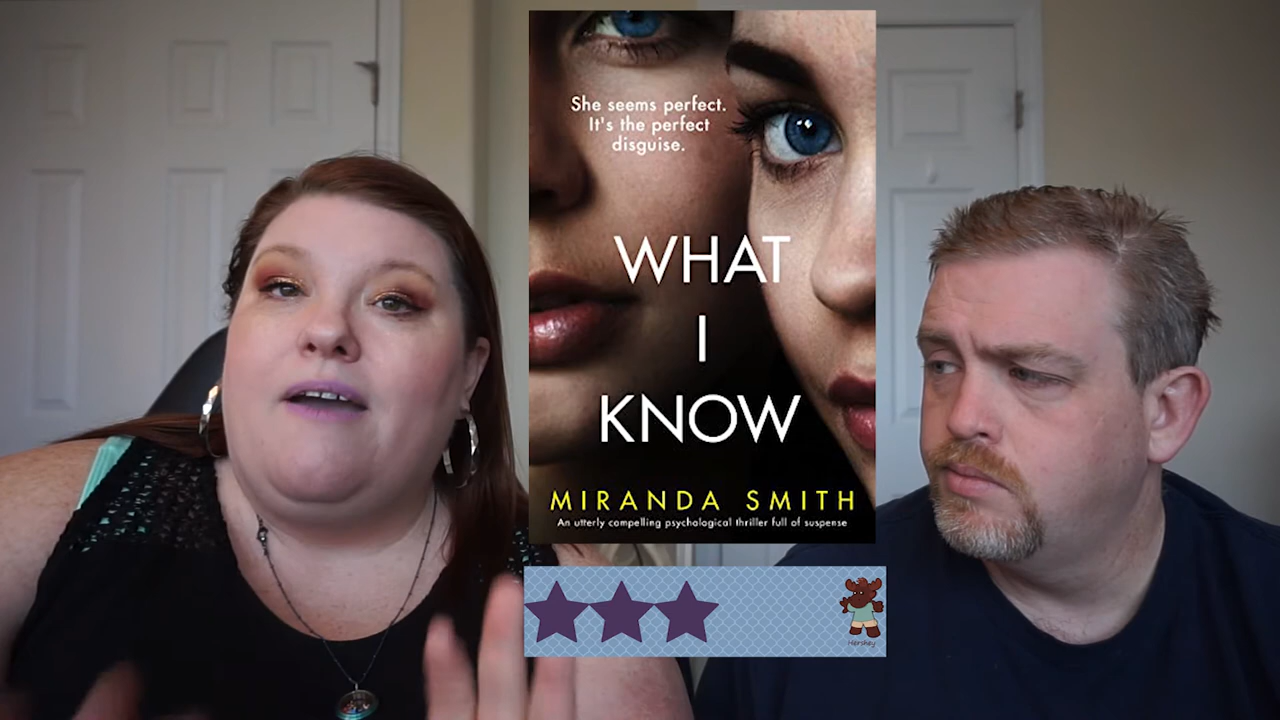 She seems perfect.
It's the perfect
disguise.
WHAT
I
KNOW
MIRANDA SMITH
An utterly compelling psychological thriller full of suspense
Hershey